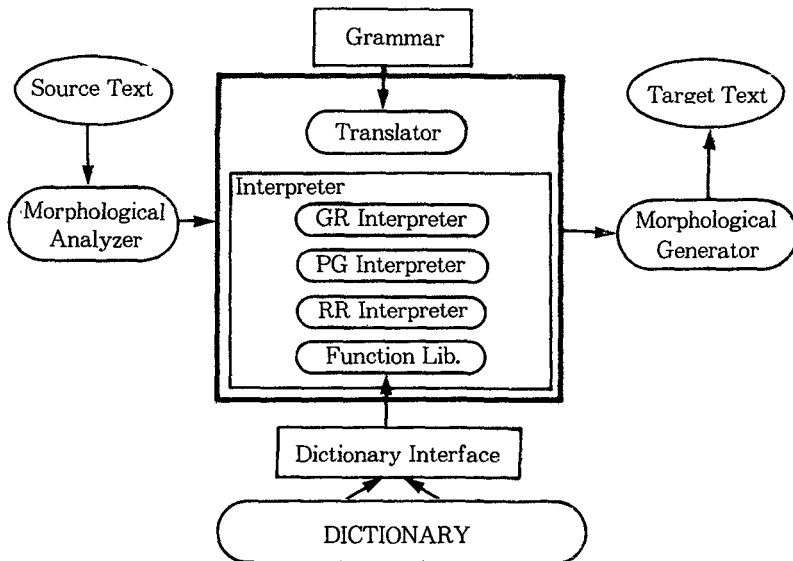 Grammar
Source Text
Target Text
Translator
Interpreter
Morphological
Analyzer
GR Interpreter
PG Interpreter
RR Interpreter
Function Lib.
Morphological
Generator
Dictionary Interface
DICTIONARY